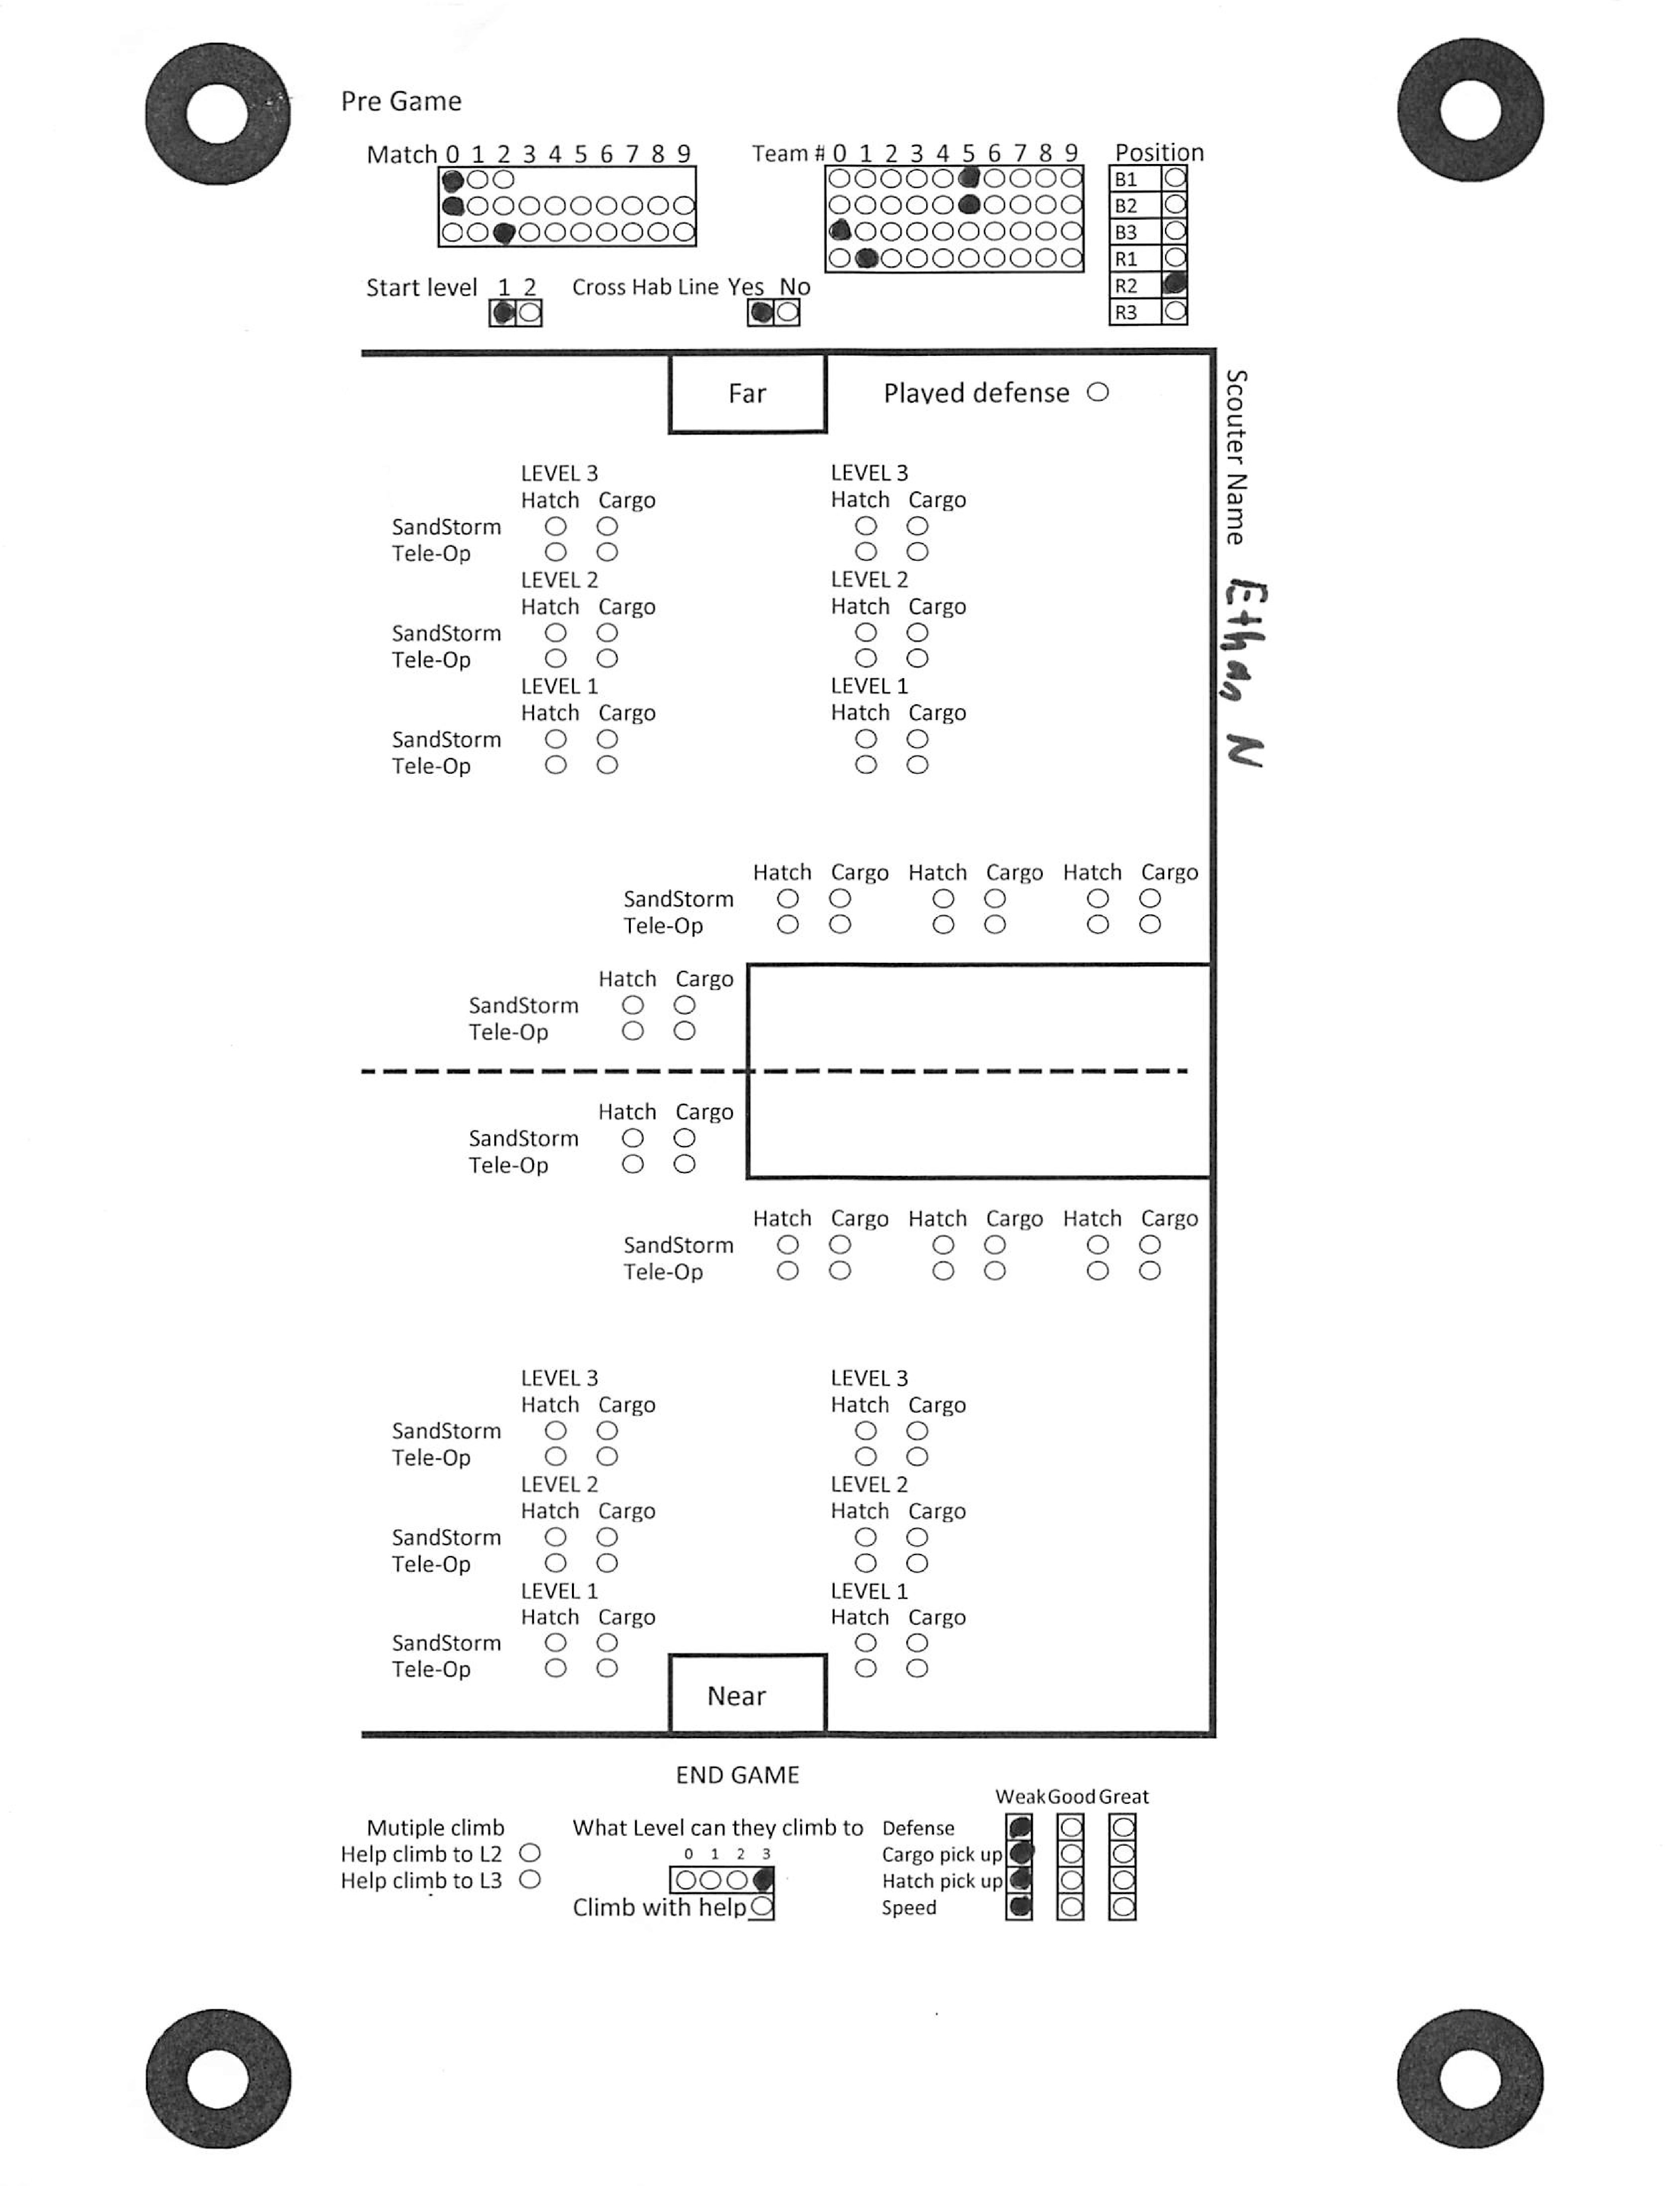 Pre Game
Match 0 1 2 3 4 5 6 7 8 9
Team # 0 1 2 3 4 5 6 7 8 9
Position
B1
B2
B3
R1
R2
R3
Start level 1 2
Cross Hab Line Yes No
Far
Played defense
Scouter Name Ethan N
LEVEL 3 LEVEL 3
Hatch Cargo Hatch Cargo
SandStorm
Tele-Op
LEVEL 2 LEVEL 2
Hatch Cargo Hatch Cargo
SandStorm
Tele-Op
LEVEL 1 LEVEL 1
Hatch Cargo Hatch Cargo
SandStorm
Tele-Op
Hatch Cargo Hatch Cargo Hatch Cargo
SandStorm
Tele-Op
Hatch Cargo
SandStorm
Tele-Op
Hatch Cargo
SandStorm
Tele-Op
Hatch Cargo Hatch Cargo Hatch Cargo
SandStorm
Tele-Op
LEVEL 3 LEVEL 3
Hatch Cargo Hatch Cargo
SandStorm
Tele-Op
LEVEL 2 LEVEL 2
Hatch Cargo Hatch Cargo
SandStorm
Tele-Op
LEVEL 1 LEVEL 1
Hatch Cargo Hatch Cargo
SandStorm
Tele-Op
Near
END GAME
Mutiple climb
Help climb to L2
Help climb to L3
What Level can they climb to
0 1 2 3
Climb with help
Weak Good Great
Defense
Cargo pick up
Hatch pick up
Speed